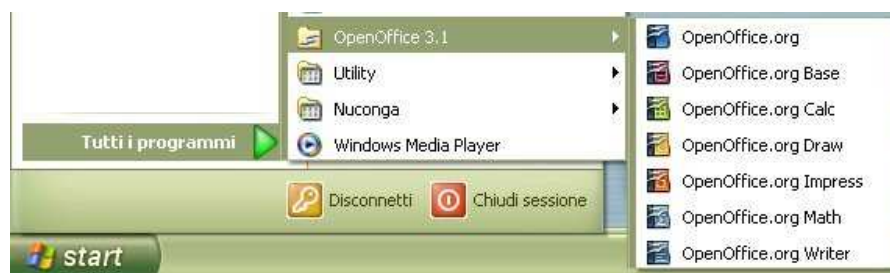 OpenOffice 3.1
Utility
Nuconga
Windows Media Player
Tutti i programmi
Disconnetti
Chiudi sessione
start
OpenOffice.org
OpenOffice.org Base
OpenOffice.org Calc
OpenOffice.org Draw
OpenOffice.org Impress
OpenOffice.org Math
OpenOffice.org Writer